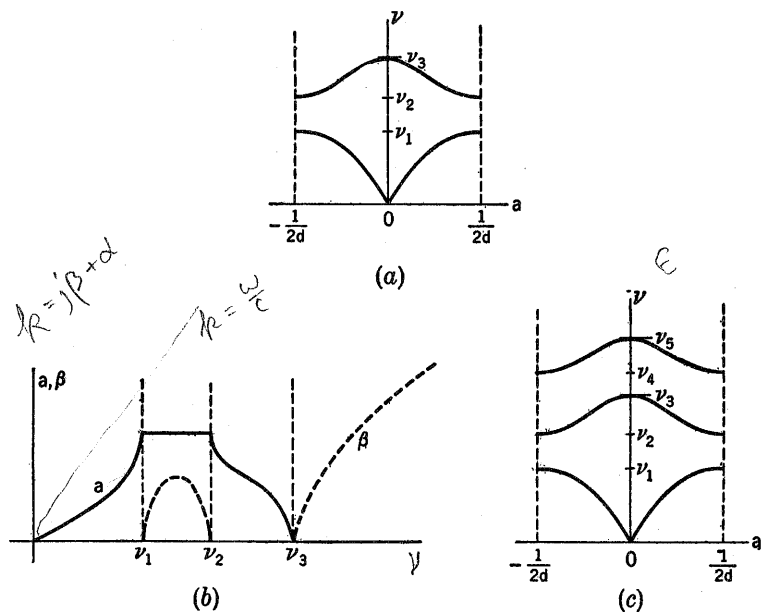 ν
ν₃
ν₂
ν₁
a
-1/2d
0
1/2d
(a)
k = jβ + α
k = ω/c
a, β
a
β
ν₁
ν₂
ν₃
ν
(b)
ω
ν
ν₅
ν₄
ν₃
ν₂
ν₁
a
-1/2d
0
1/2d
(c)